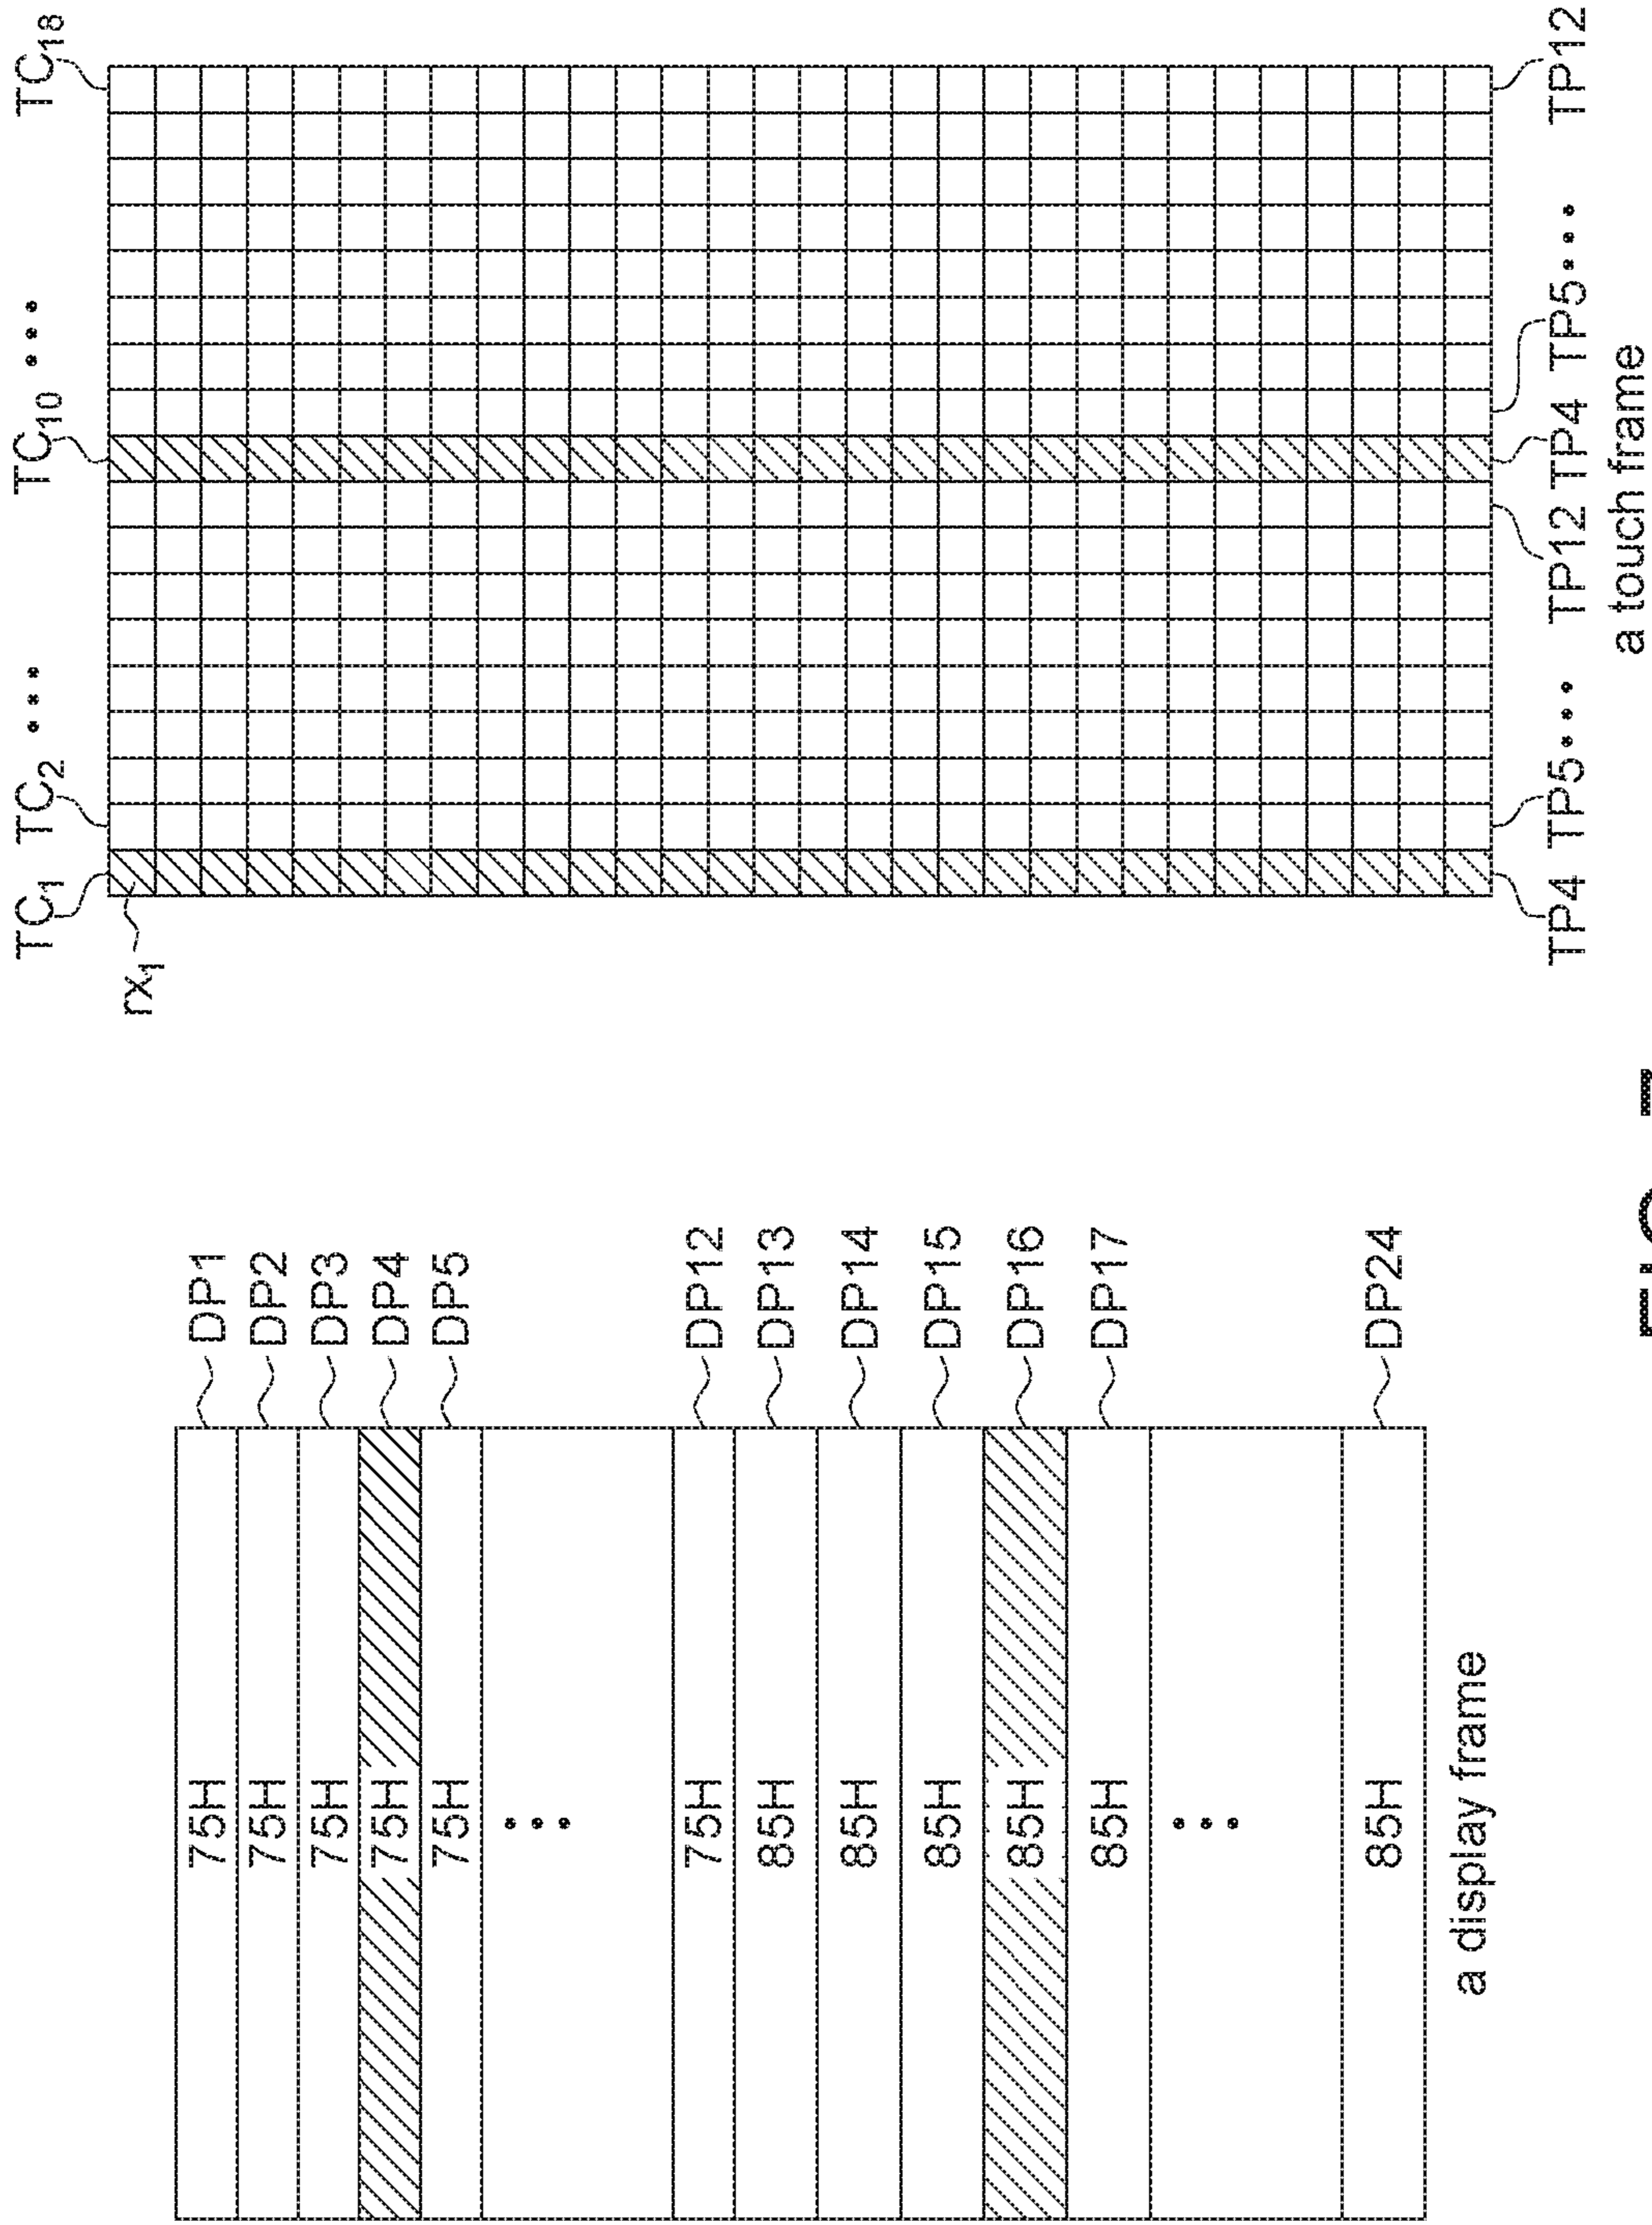 75H
DP1
75H
DP2
75H
DP3
75H
DP4
75H
DP5
75H
DP12
85H
DP13
85H
DP14
85H
DP15
85H
DP16
85H
DP17
85H
DP24
a display frame
TC1 TC2 TC10 TC18
rx1
TP4 TP5 TP12 TP4 TP5 TP12
a touch frame